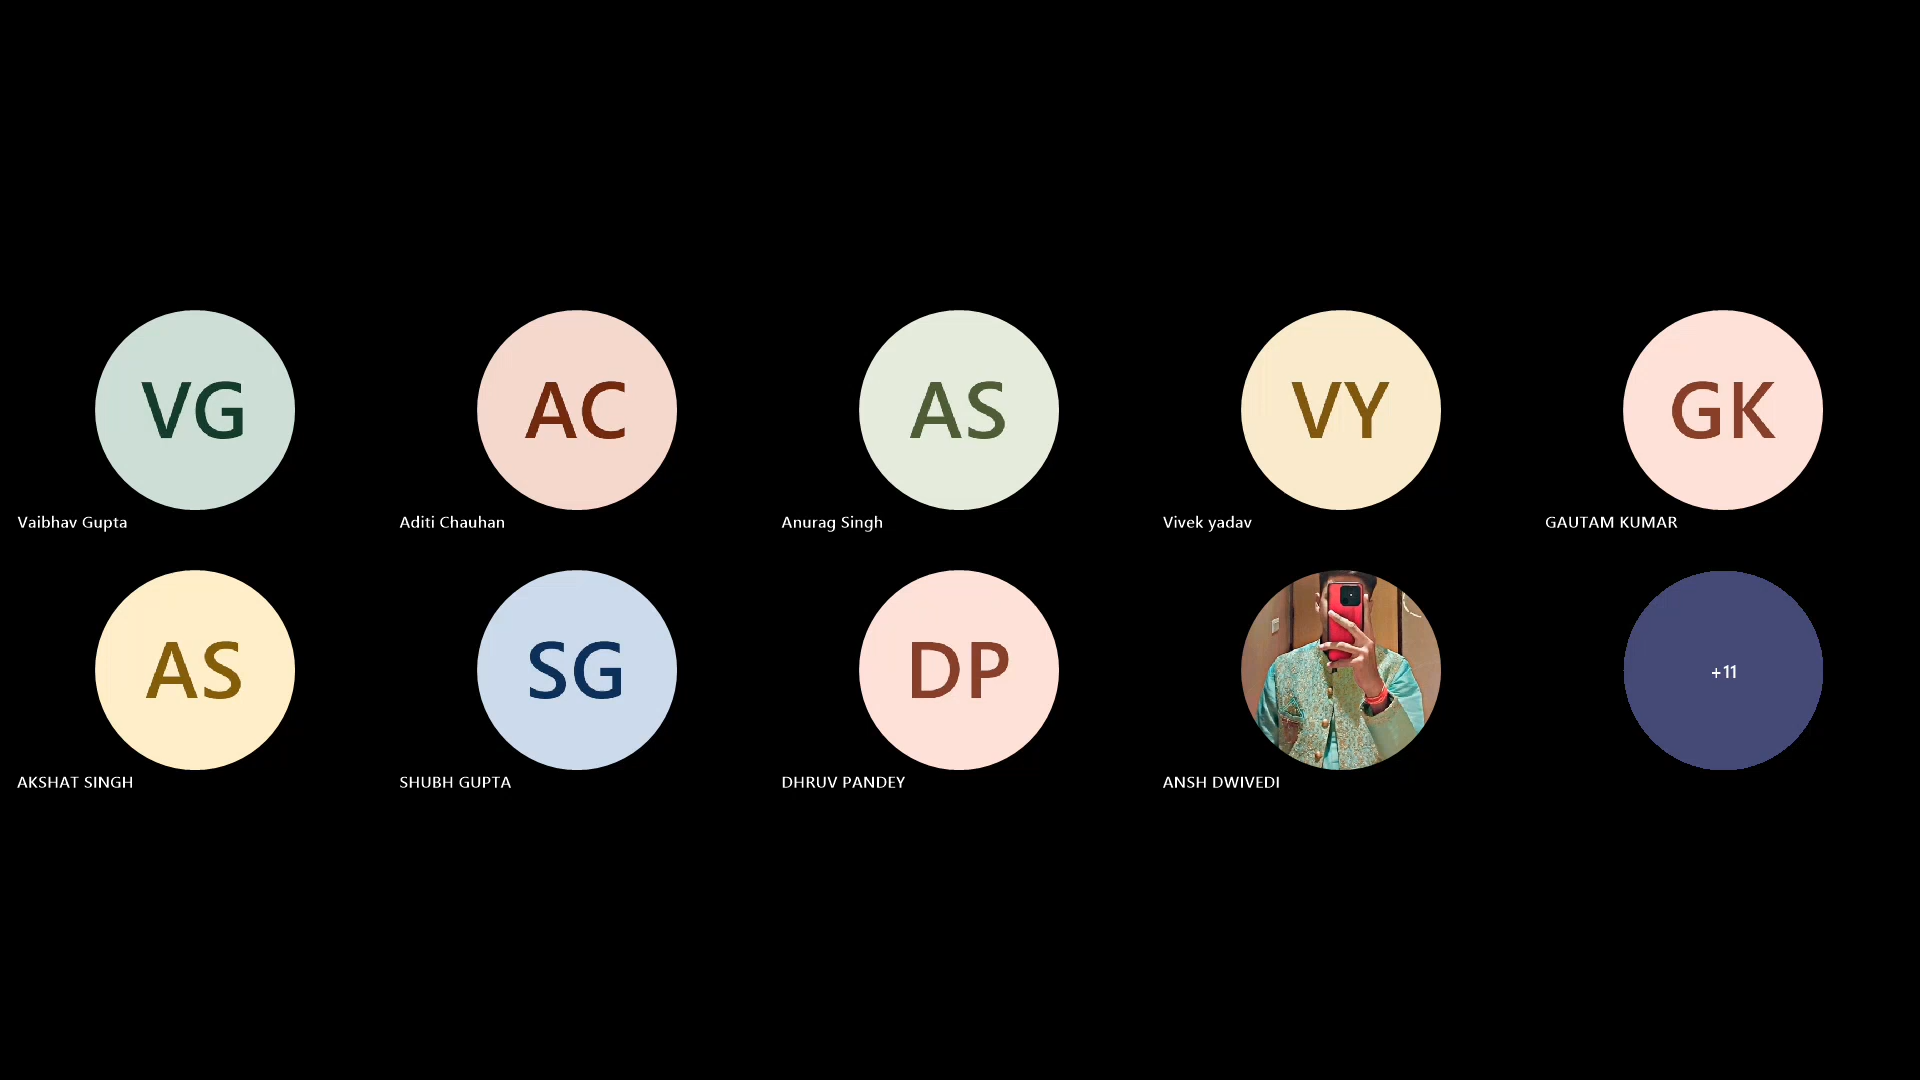 VG AC AS VY GK
Vaibhav Gupta Aditi Chauhan Anurag Singh Vivek yadav GAUTAM KUMAR
AS SG DP +11
AKSHAT SINGH SHUBH GUPTA DHRUV PANDEY ANSH DWIVEDI